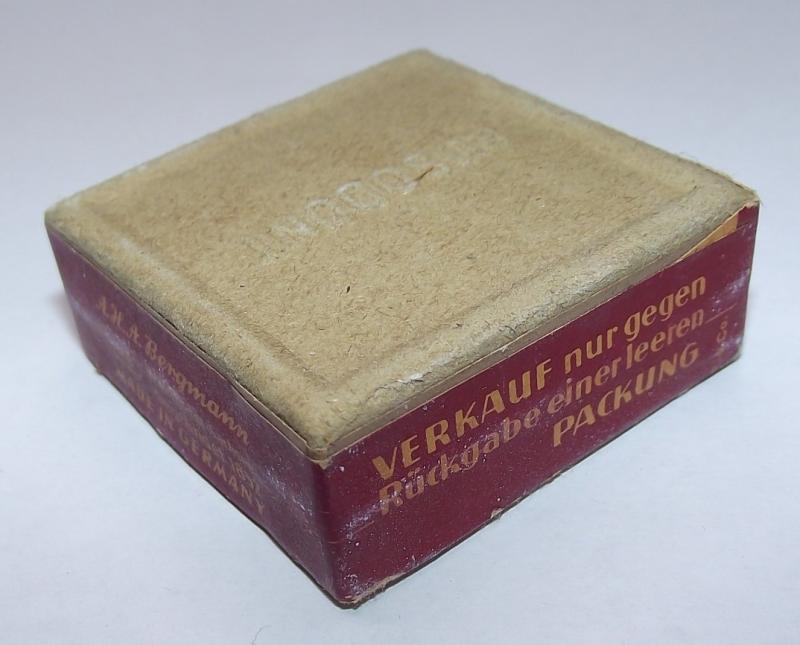 A.H.A. Bergmann
MADE IN GERMANY
VERKAUF nur gegen
Rückgabe einer leeren
PACKUNG